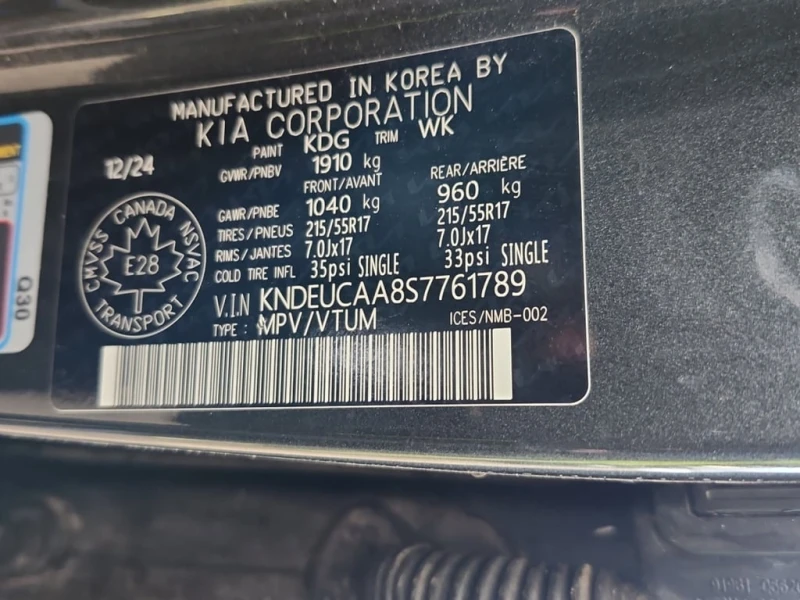 MANUFACTURED IN KOREA BY
KIA CORPORATION
12/24 PAINT KDG TRIM WK
GVWR/PNBV 1910 kg
FRONT/AVANT REAR/ARRIÈRE
GAWR/PNBE 1040 kg 960 kg
TIRES/PNEUS 215/55R17 215/55R17
RIMS/JANTES 7.0Jx17 7.0Jx17
COLD TIRE INFL 35psi SINGLE 33psi SINGLE
V.I.N KNDEUCAA8S7761789
TYPE : MPV/VTUM ICES/NMB-002
CMVSS CANADA NSVAC
E28
TRANSPORT
Q30